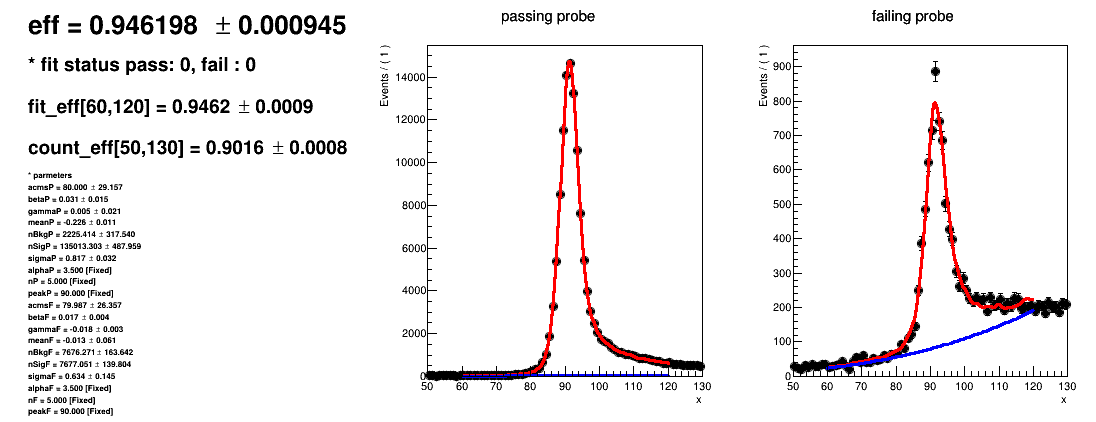 eff = 0.946198 ± 0.000945
* fit status pass: 0, fail : 0
fit_eff[60,120] = 0.9462 ± 0.0009
count_eff[50,130] = 0.9016 ± 0.0008
* parmeters
acmsP = 80.000 ± 29.157
betaP = 0.031 ± 0.015
gammaP = 0.005 ± 0.021
meanP = -0.226 ± 0.011
nBkgP = 2225.414 ± 317.540
nSigP = 135013.303 ± 487.959
sigmaP = 0.817 ± 0.032
alphaP = 3.500 [Fixed]
nP = 5.000 [Fixed]
peakP = 90.000 [Fixed]
acmsF = 79.987 ± 26.357
betaF = 0.017 ± 0.004
gammaF = -0.018 ± 0.003
meanF = -0.013 ± 0.061
nBkgF = 7676.271 ± 163.642
nSigF = 7677.051 ± 139.804
sigmaF = 0.634 ± 0.145
alphaF = 3.500 [Fixed]
nF = 5.000 [Fixed]
peakF = 90.000 [Fixed]
passing probe
Events / ( 1 )
14000
12000
10000
8000
6000
4000
2000
0
50 60 70 80 90 100 110 120 130
x
failing probe
Events / ( 1 )
900
800
700
600
500
400
300
200
100
0
50 60 70 80 90 100 110 120 130
x